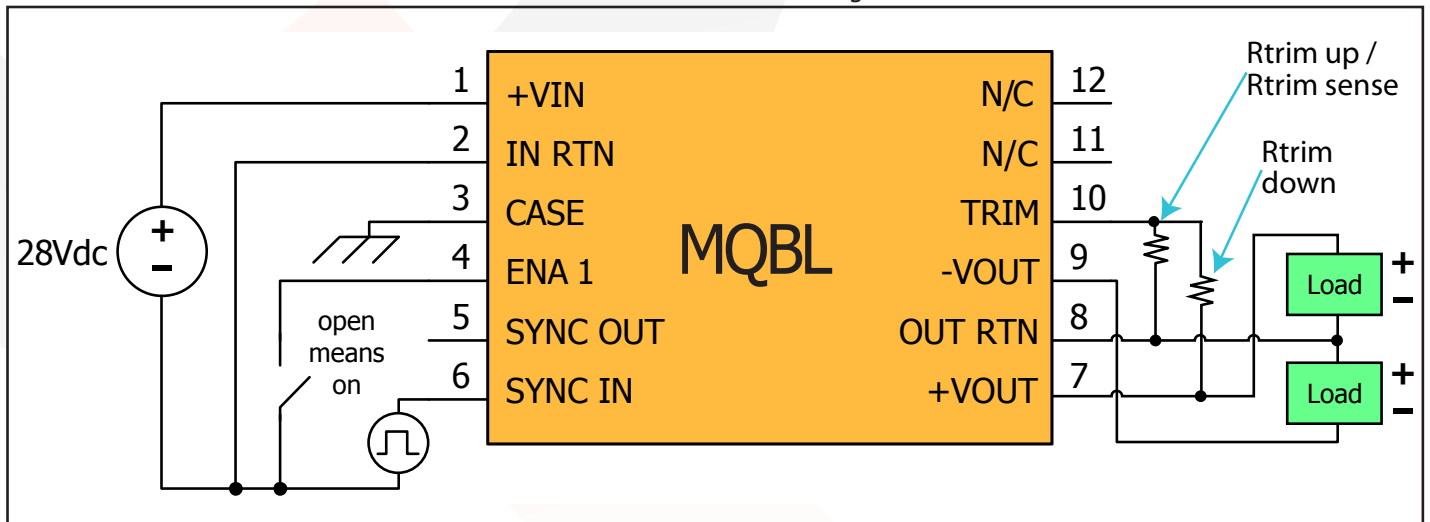 Rtrim up /
Rtrim sense
Rtrim
down
28Vdc
+
–
1
+VIN
2
IN RTN
3
CASE
4
ENA 1
5
SYNC OUT
6
SYNC IN
open
means
on
MQBL
12
N/C
11
N/C
10
TRIM
9
-VOUT
8
OUT RTN
7
+VOUT
Load
+
–
Load
+
–